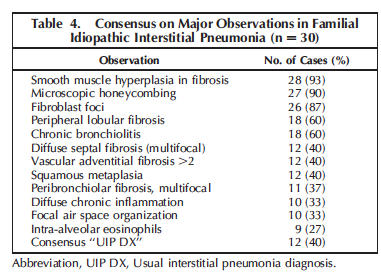 Table 4. Consensus on Major Observations in Familial
Idiopathic Interstitial Pneumonia (n = 30)
Observation No. of Cases (%)
Smooth muscle hyperplasia in fibrosis 28 (93)
Microscopic honeycombing 27 (90)
Fibroblast foci 26 (87)
Peripheral lobular fibrosis 18 (60)
Chronic bronchiolitis 18 (60)
Diffuse septal fibrosis (multifocal) 12 (40)
Vascular adventitial fibrosis >2 12 (40)
Squamous metaplasia 12 (40)
Peribronchiolar fibrosis, multifocal 11 (37)
Diffuse chronic inflammation 10 (33)
Focal air space organization 10 (33)
Intra-alveolar eosinophils 9 (27)
Consensus "UIP DX" 12 (40)
Abbreviation, UIP DX, Usual interstitial pneumonia diagnosis.